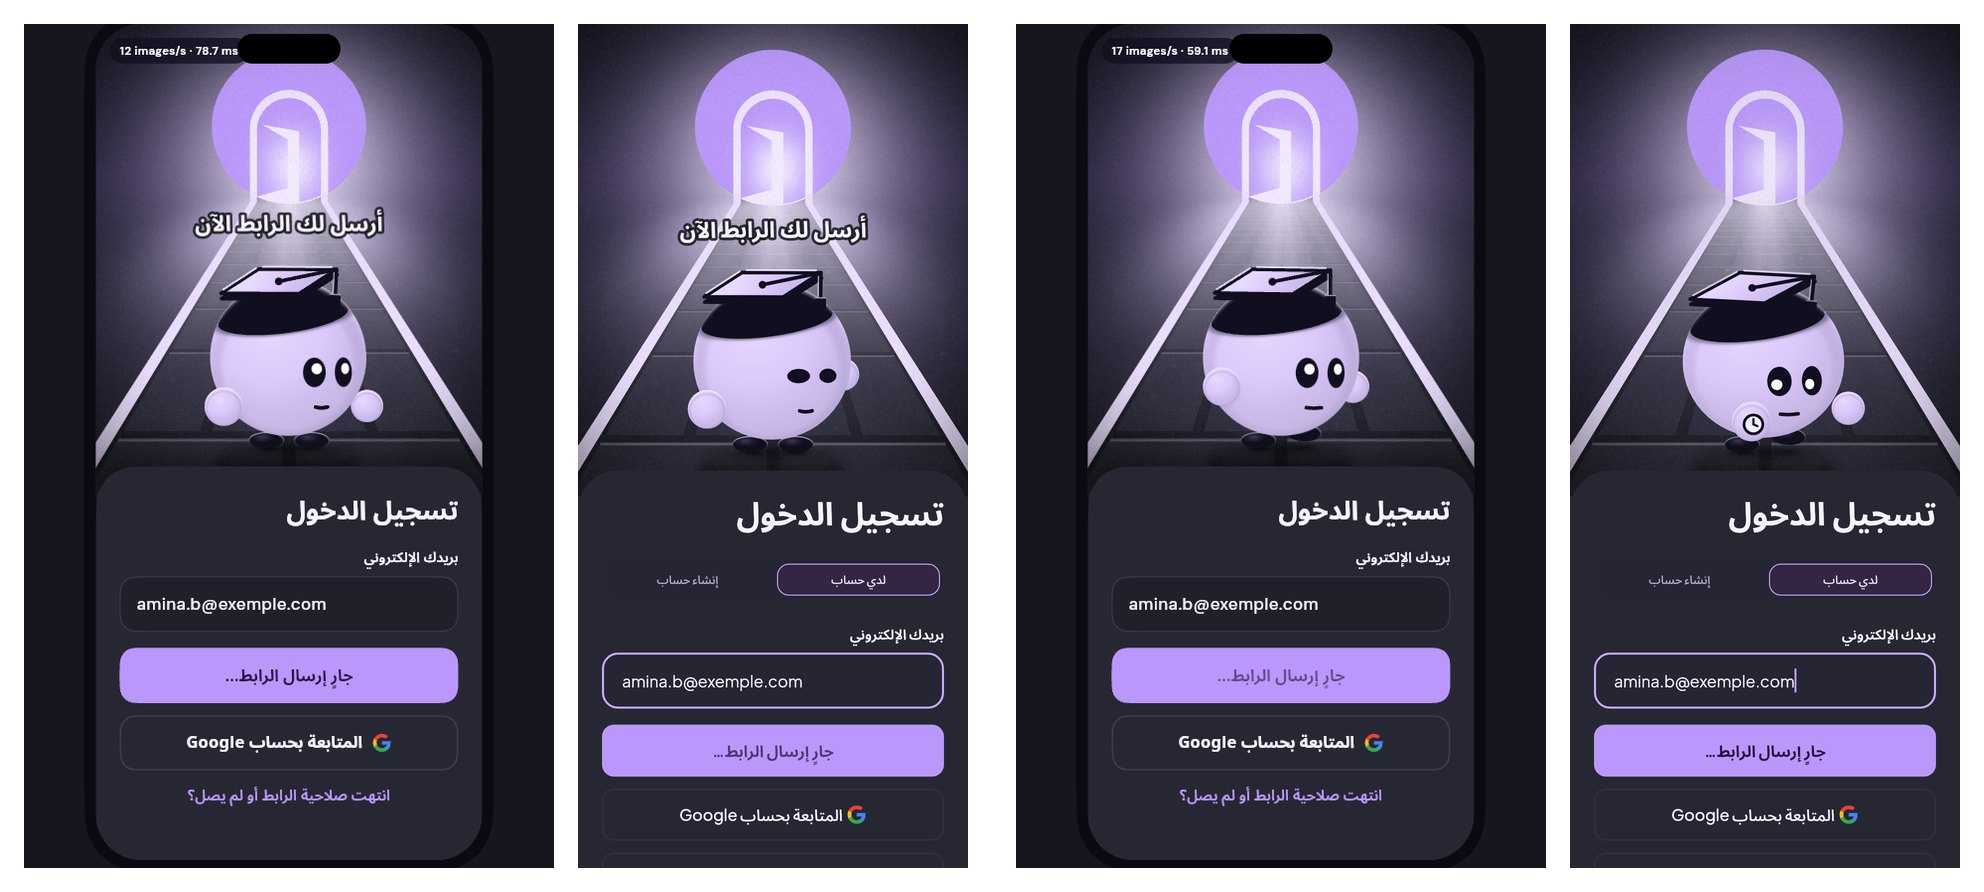 12 images/s · 78.7 ms
أرسل لك الرابط الآن
تسجيل الدخول
بريدك الإلكتروني
amina.b@exemple.com
جارٍ إرسال الرابط...
المتابعة بحساب Google
انتهت صلاحية الرابط أو لم يصل؟
أرسل لك الرابط الآن
تسجيل الدخول
لدي حساب
إنشاء حساب
بريدك الإلكتروني
amina.b@exemple.com
جارٍ إرسال الرابط...
المتابعة بحساب Google
17 images/s · 59.1 ms
تسجيل الدخول
بريدك الإلكتروني
amina.b@exemple.com
جارٍ إرسال الرابط...
المتابعة بحساب Google
انتهت صلاحية الرابط أو لم يصل؟
تسجيل الدخول
لدي حساب
إنشاء حساب
بريدك الإلكتروني
amina.b@exemple.com
جارٍ إرسال الرابط...
المتابعة بحساب Google